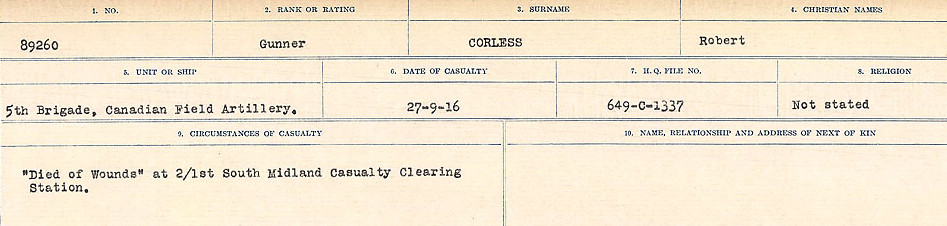 1. NO.
2. RANK OR RATING
3. SURNAME
4. CHRISTIAN NAMES
89260
Gunner
CORLESS
Robert
5. UNIT OR SHIP
6. DATE OF CASUALTY
7. H. Q. FILE NO.
8. RELIGION
5th Brigade, Canadian Field Artillery.
27-9-16
649-C-1337
Not stated
9. CIRCUMSTANCES OF CASUALTY
10. NAME, RELATIONSHIP AND ADDRESS OF NEXT OF KIN
"Died of Wounds" at 2/1st South Midland Casualty Clearing
Station.